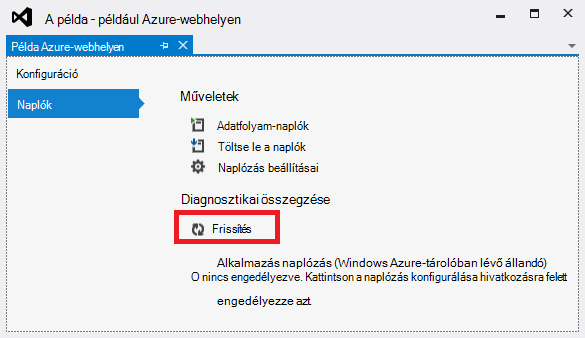 A példa - például Azure-webhelyen
Példa Azure-webhelyen
Konfiguráció
Naplók
Műveletek
Adatfolyam-naplók
Töltse le a naplók
Naplózás beállításai
Diagnosztikai összegzése
Frissítés
Alkalmazás naplózás (Windows Azure-tárolóban lévő állandó)
O nincs engedélyezve. Kattintson a naplózás konfigurálása hivatkozásra felett
engedélyezze azt